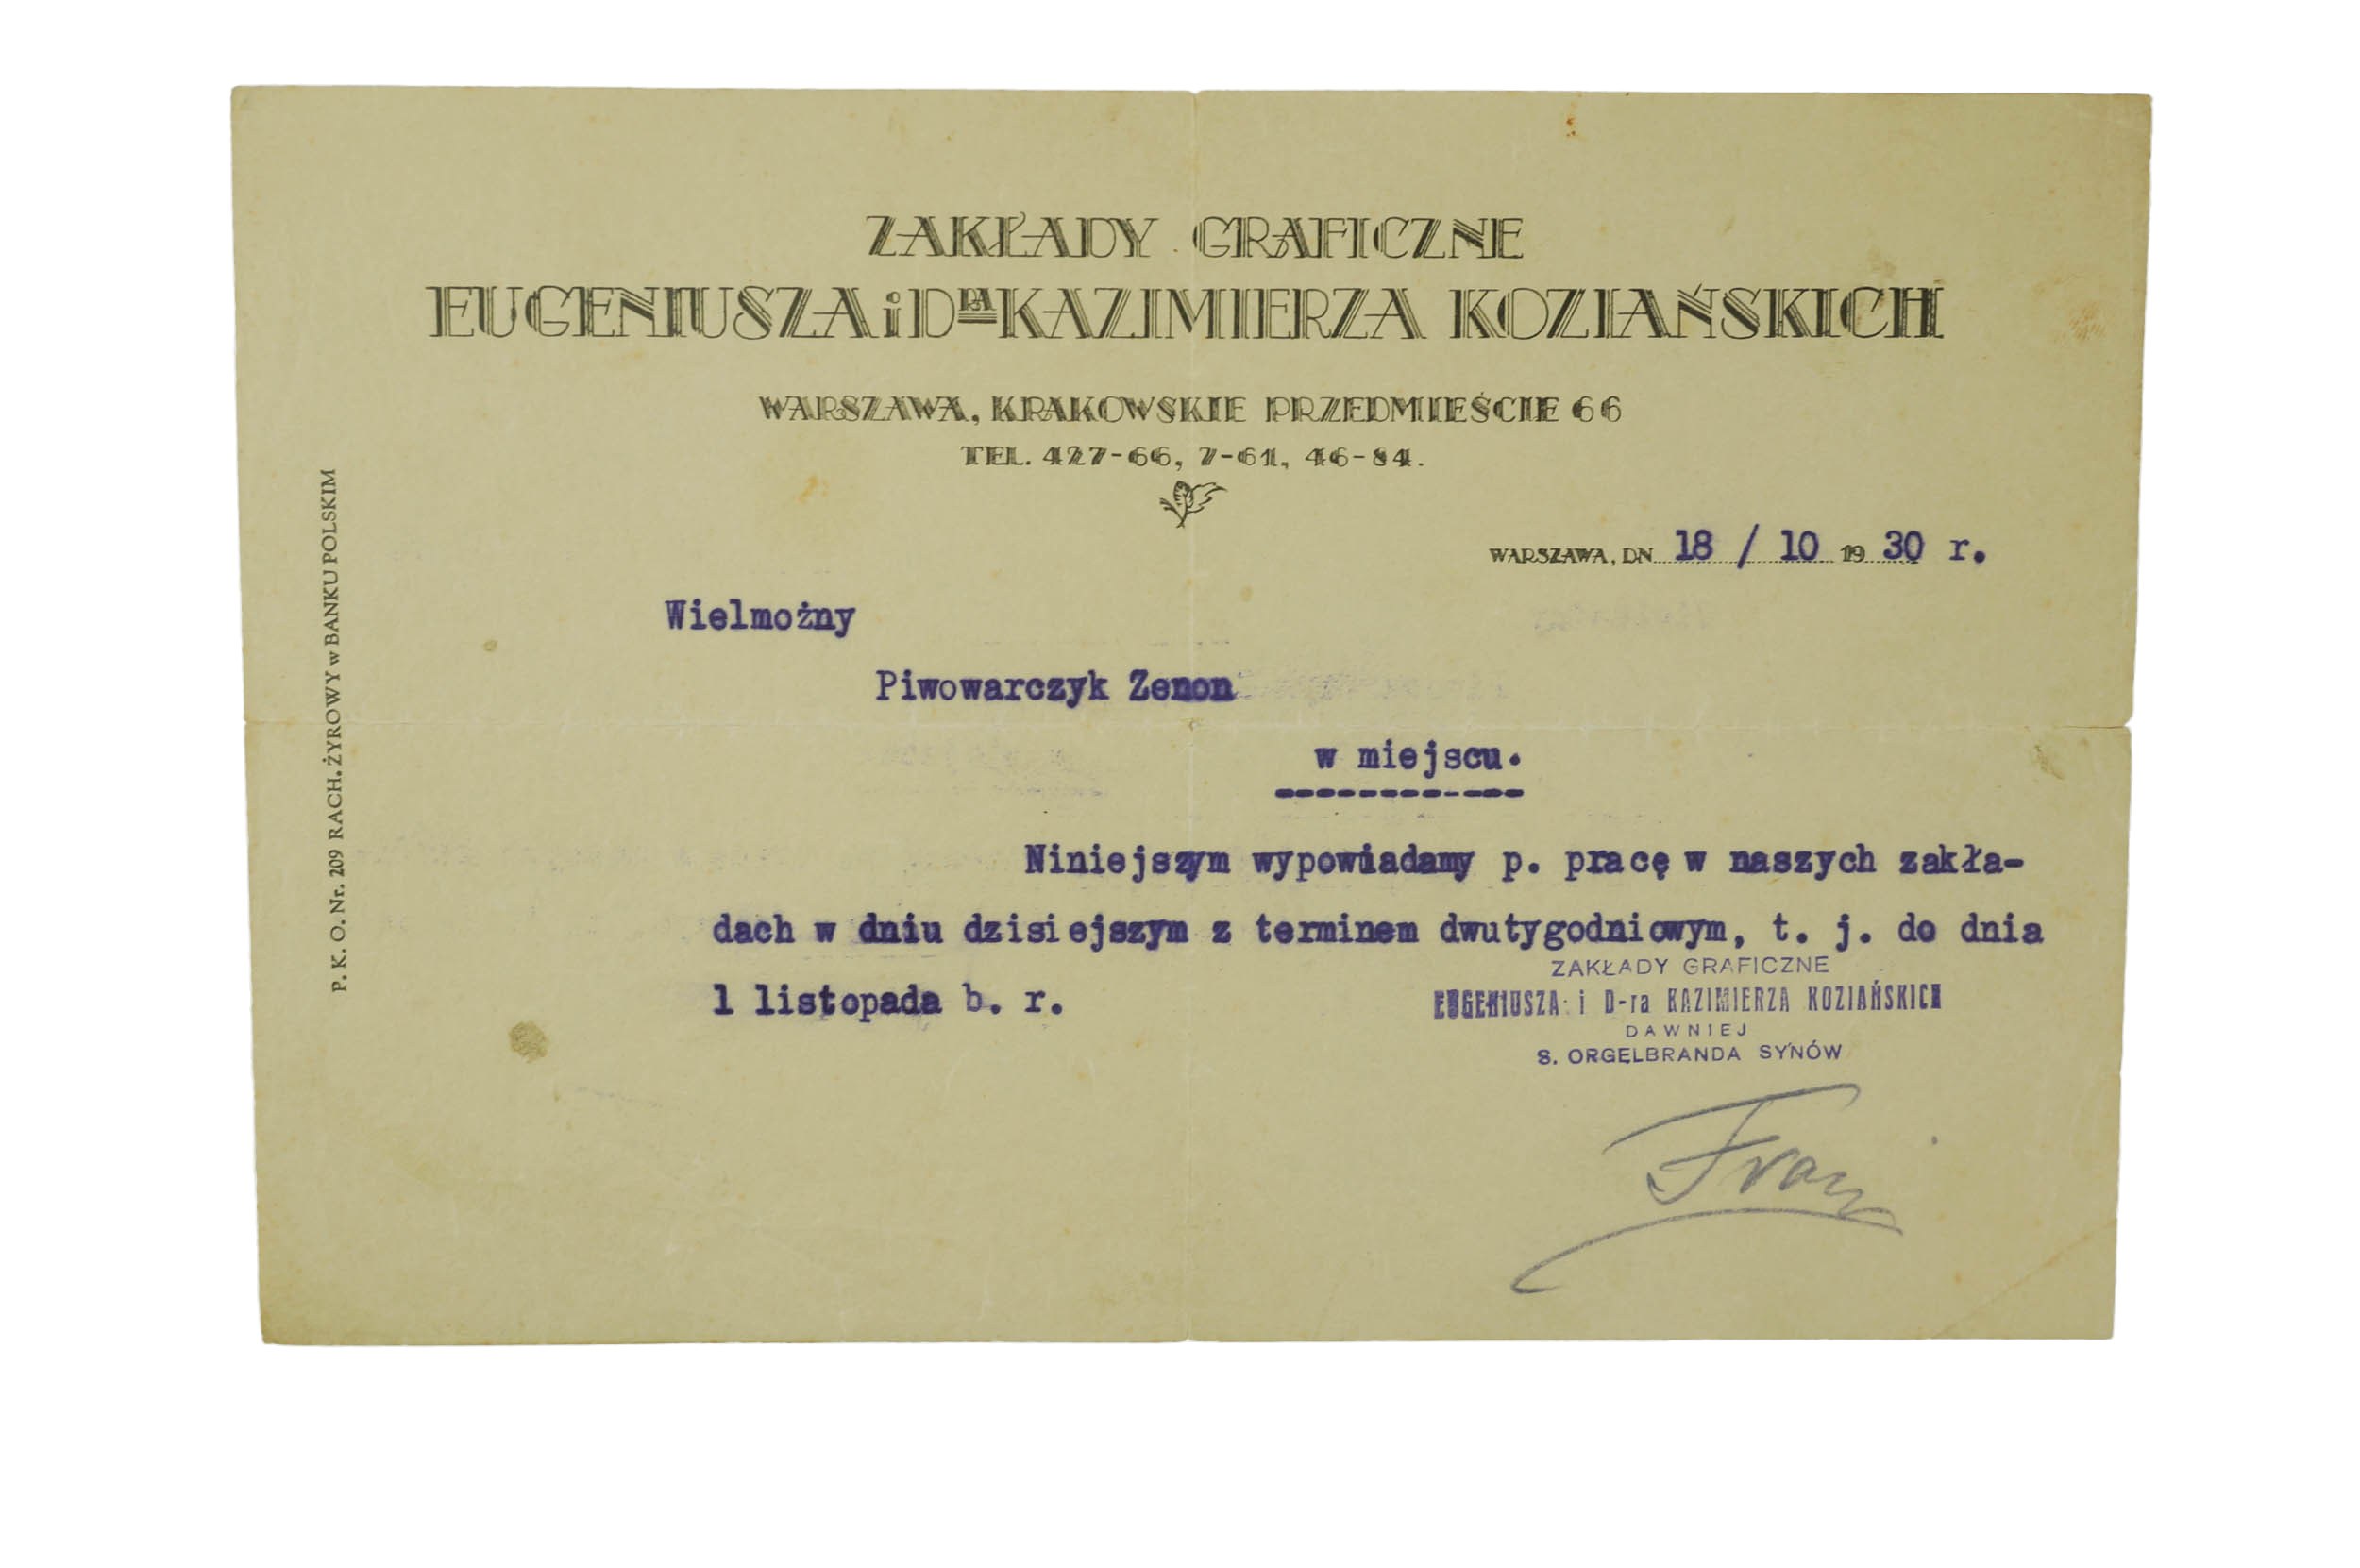 ZAKŁADY GRAFICZNE
EUGENIUSZA i DRA KAZIMIERZA KOZIAŃSKICH
WARSZAWA, KRAKOWSKIE PRZEDMIEŚCIE 66
TEL. 427-66, 7-61, 46-84.
P. K. O. Nr. 209 RACH. ŻYROWY w BANKU POLSKIM
WARSZAWA, DN 18 / 10 19 30 r.
Wielmożny
Piwowarczyk Zenon
w miejscu.
Niniejszym wypowiadamy p. pracę w naszych zakła-
dach w dniu dzisiejszym z terminem dwutygodniowym, t. j. do dnia
1 listopada b. r.
ZAKŁADY GRAFICZNE
EUGENIUSZA i D-ra KAZIMIERZA KOZIAŃSKICH
DAWNIEJ
S. ORGELBRANDA SYNÓW